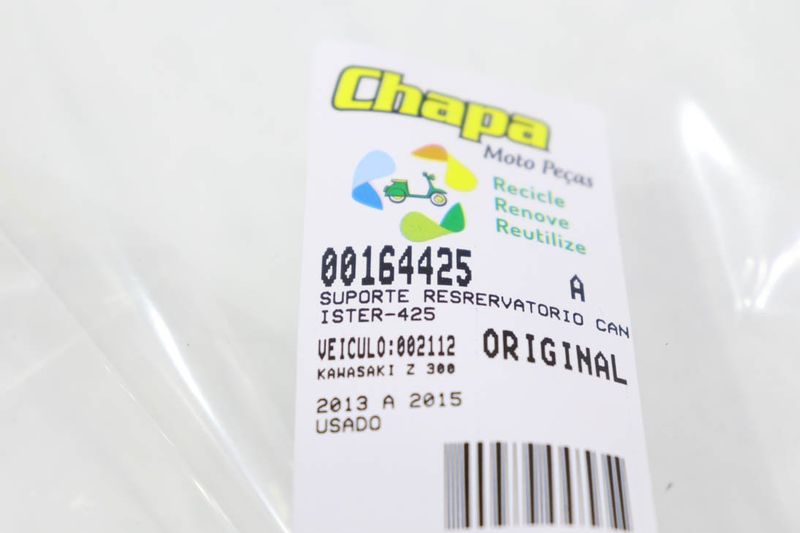 Chapa
Moto Peças
Recicle
Renove
Reutilize
00164425 A
SUPORTE RESRERVATORIO CAN
ISTER-425
VEICULO:002112 ORIGINAL
KAWASAKI Z 300
2013 A 2015
USADO